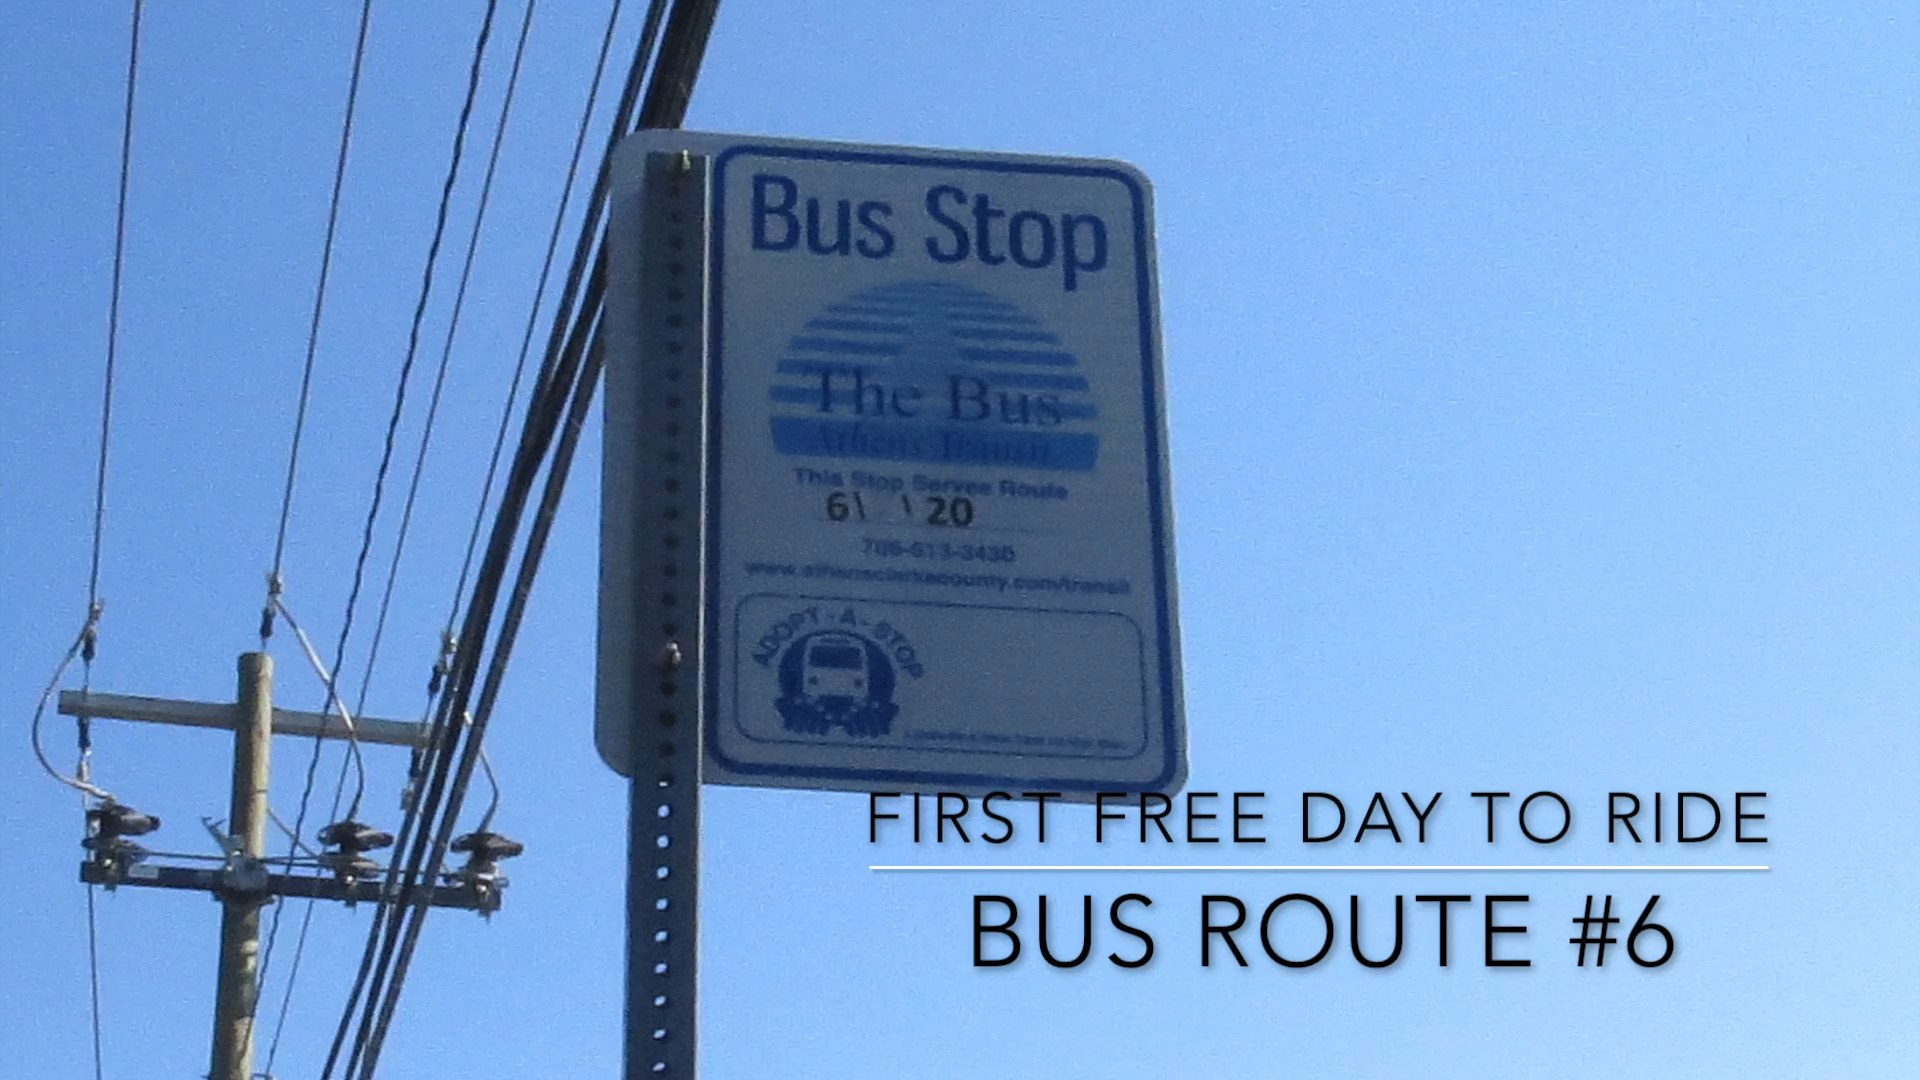 Bus Stop
The Bus
Athens Transit
This Stop Serves Route
6\ \ 20
706-613-3430
www.athensclarkecounty.com/transit
ADOPT-A-STOP
FIRST FREE DAY TO RIDE
BUS ROUTE #6